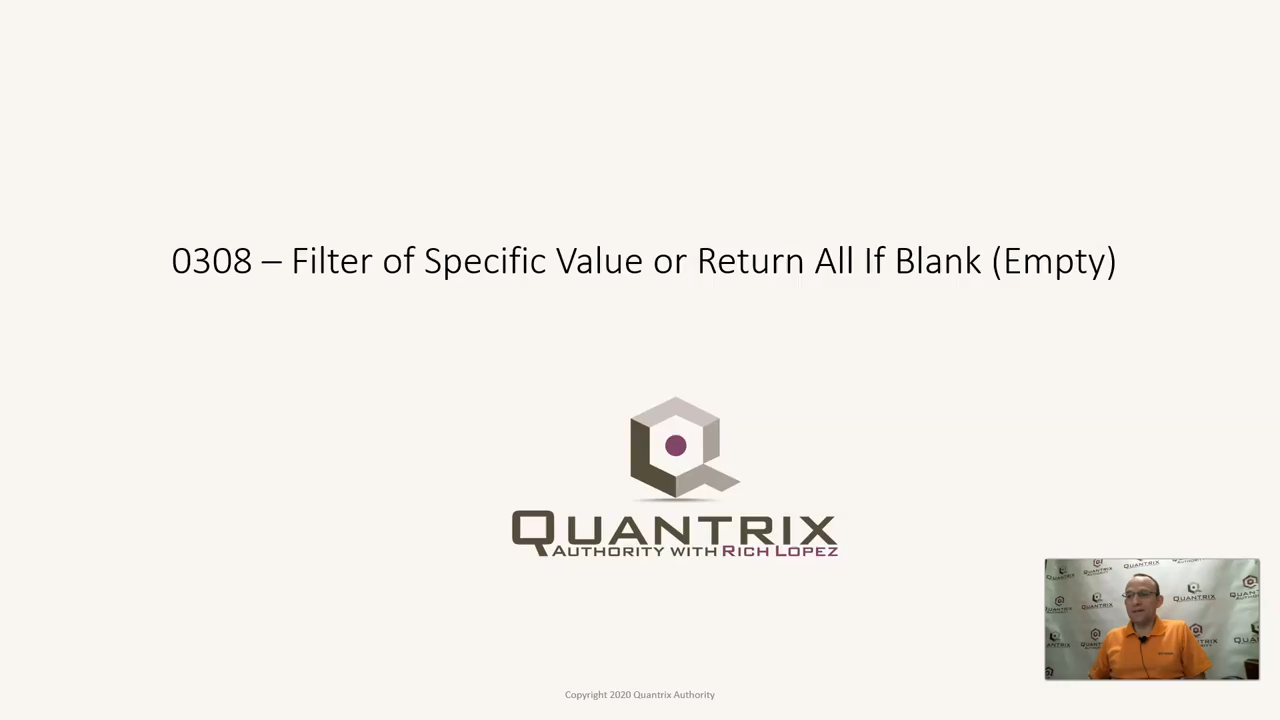 0308 – Filter of Specific Value or Return All If Blank (Empty)
QUANTRIX
AUTHORITY WITH RICH LOPEZ
QUANTRIX
Copyright 2020 Quantrix Authority